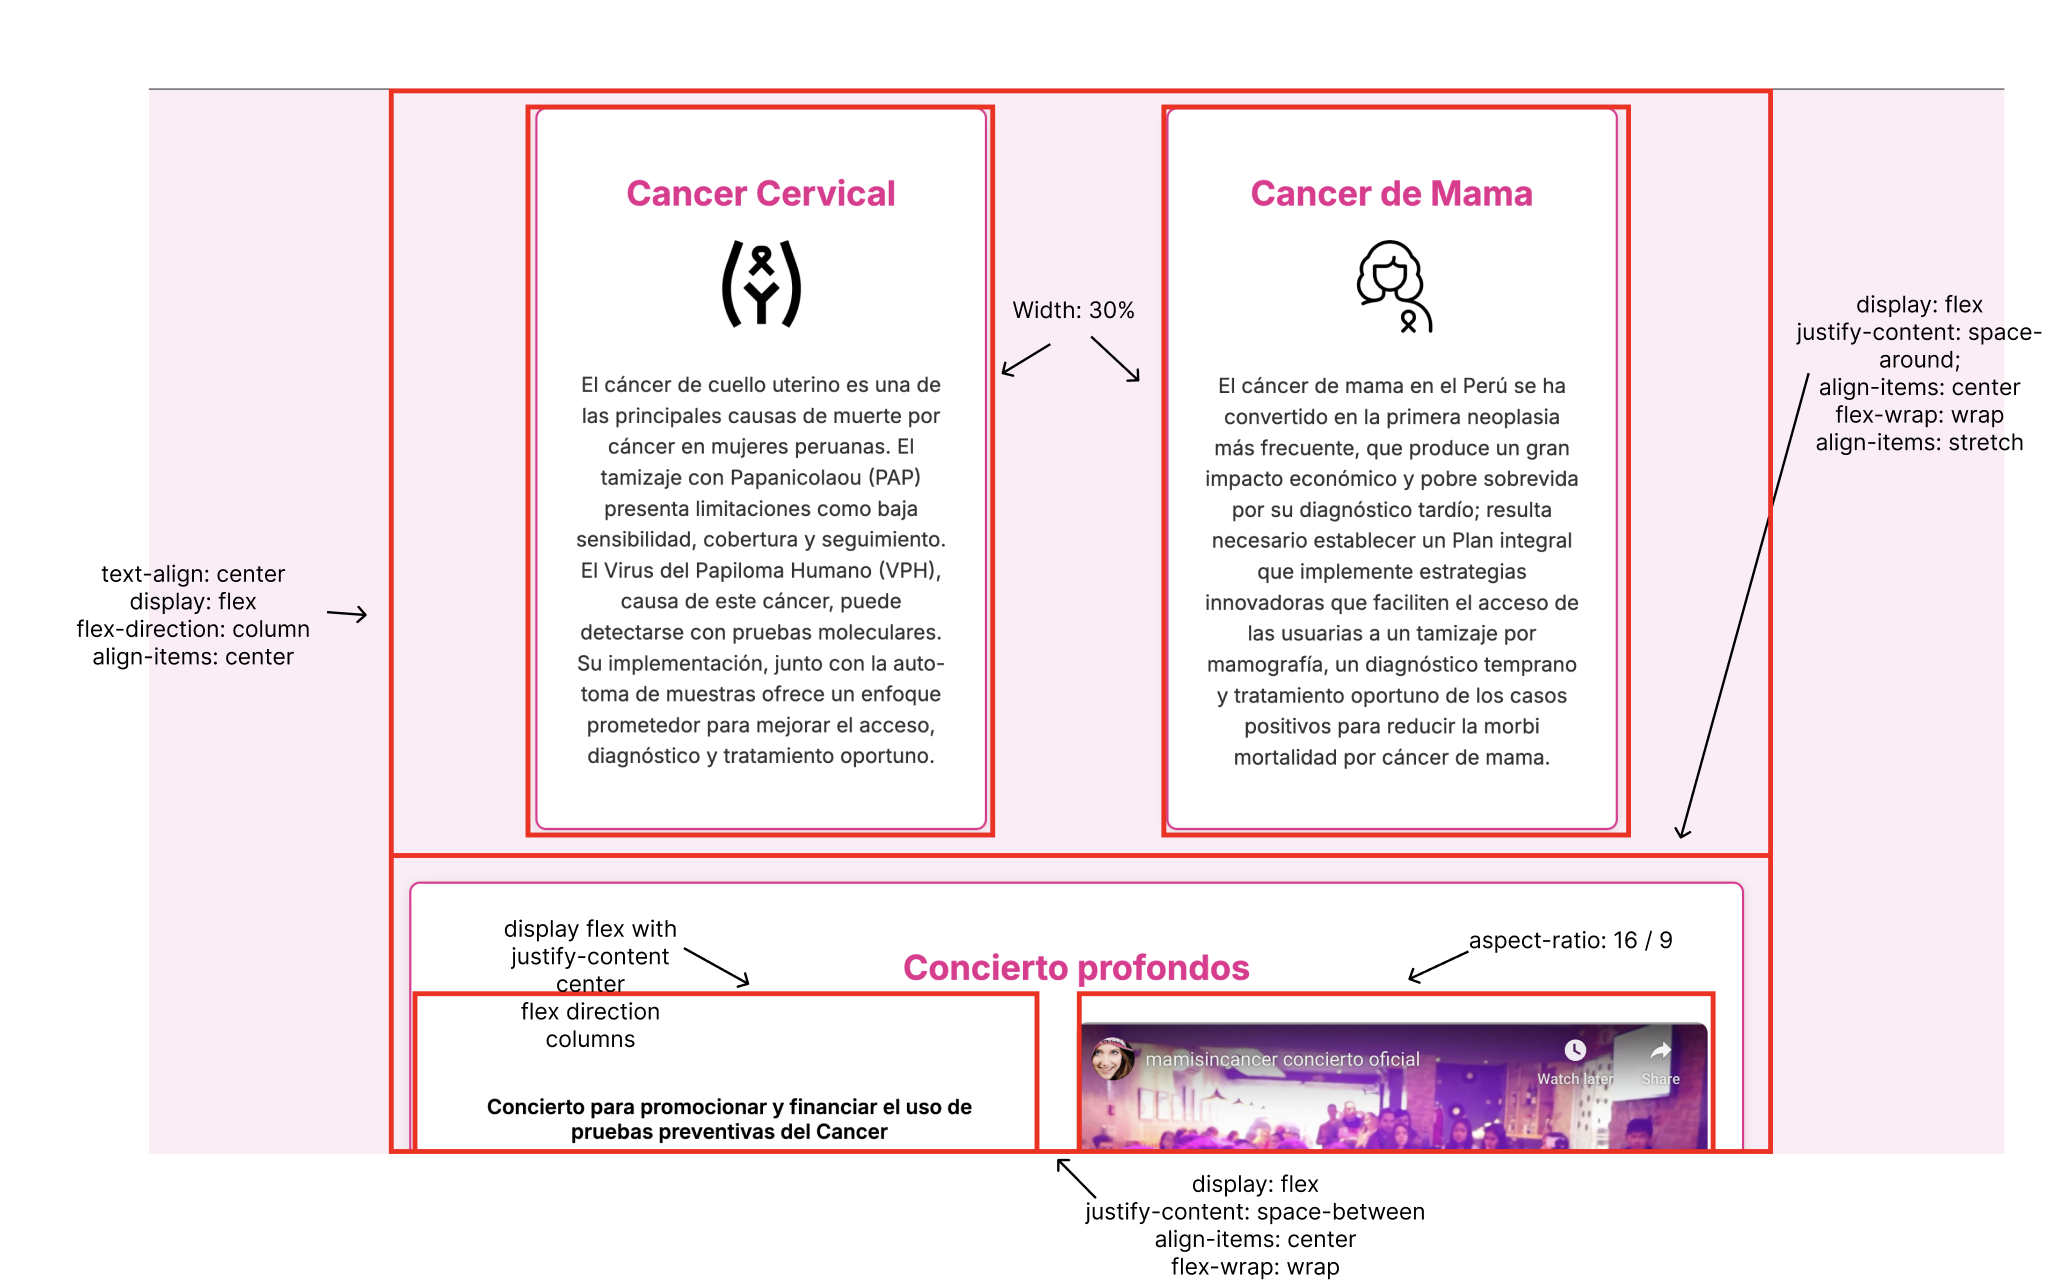 Cancer Cervical
El cáncer de cuello uterino es una de
las principales causas de muerte por
cáncer en mujeres peruanas. El
tamizaje con Papanicolaou (PAP)
presenta limitaciones como baja
sensibilidad, cobertura y seguimiento.
El Virus del Papiloma Humano (VPH),
causa de este cáncer, puede
detectarse con pruebas moleculares.
Su implementación, junto con la auto-
toma de muestras ofrece un enfoque
prometedor para mejorar el acceso,
diagnóstico y tratamiento oportuno.
Width: 30%
Cancer de Mama
El cáncer de mama en el Perú se ha
convertido en la primera neoplasia
más frecuente, que produce un gran
impacto económico y pobre sobrevida
por su diagnóstico tardío; resulta
necesario establecer un Plan integral
que implemente estrategias
innovadoras que faciliten el acceso de
las usuarias a un tamizaje por
mamografía, un diagnóstico temprano
y tratamiento oportuno de los casos
positivos para reducir la morbi
mortalidad por cáncer de mama.
display: flex
justify-content: space-
around;
align-items: center
flex-wrap: wrap
align-items: stretch
text-align: center
display: flex
flex-direction: column
align-items: center
display flex with
justify-content
center
flex direction
columns
Concierto profondos
aspect-ratio: 16 / 9
Concierto para promocionar y financiar el uso de
pruebas preventivas del Cancer
mamisincancer concierto oficial
Watch later
Share
display: flex
justify-content: space-between
align-items: center
flex-wrap: wrap